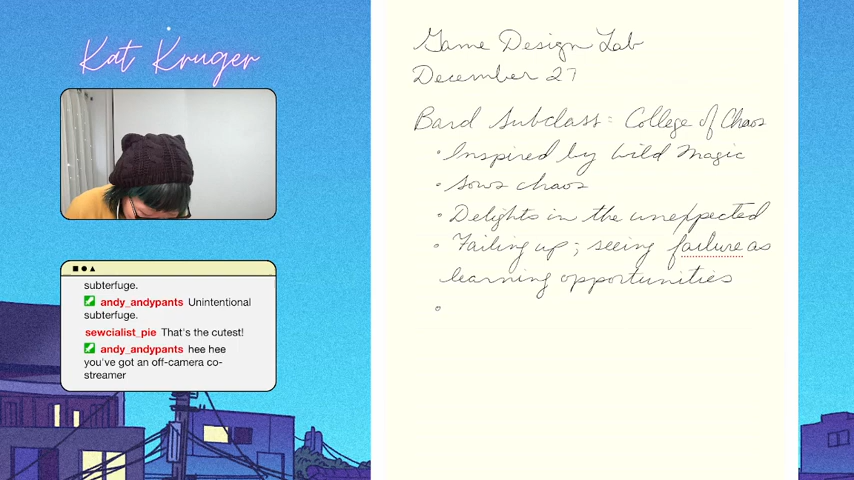 Kat Kruger
subterfuge.
andy_andypants Unintentional
subterfuge.
sewcialist_pie That's the cutest!
andy_andypants hee hee
you've got an off-camera co-
streamer
Game Design Lab
December 27
Bard Subclass: College of Chaos
• Inspired by Wild Magic
• Sows chaos
• Delights in the unexpected
• Failing up; seeing failure as
learning opportunities